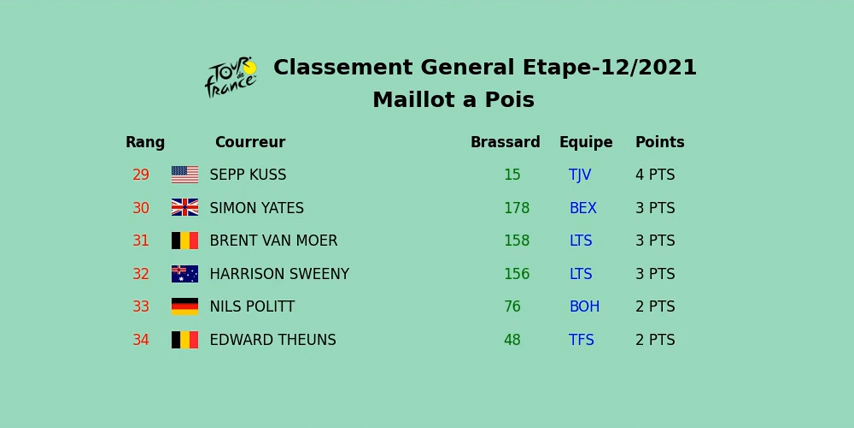 TOUR de france Classement General Etape-12/2021
Maillot a Pois
Rang Courreur Brassard Equipe Points
29 SEPP KUSS 15 TJV 4 PTS
30 SIMON YATES 178 BEX 3 PTS
31 BRENT VAN MOER 158 LTS 3 PTS
32 HARRISON SWEENY 156 LTS 3 PTS
33 NILS POLITT 76 BOH 2 PTS
34 EDWARD THEUNS 48 TFS 2 PTS